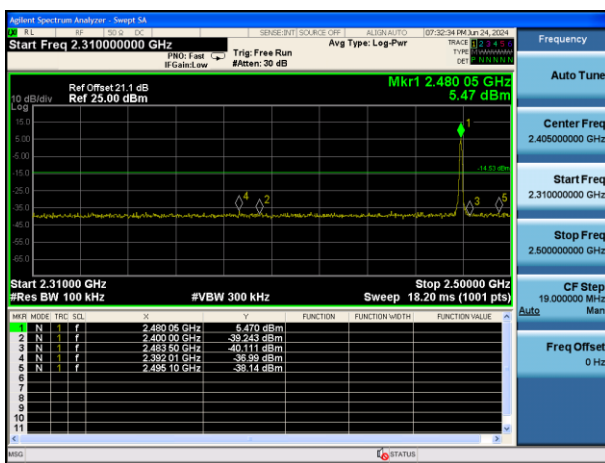 Agilent Spectrum Analyzer - Swept SA
RL RF 50 Ω DC SENSE:INT SOURCE OFF ALIGN AUTO 07:32:34 PM Jun 24, 2024
Start Freq 2.310000000 GHz
PNO: Fast
IFGain:Low
Trig: Free Run
#Atten: 30 dB
Avg Type: Log-Pwr
TRACE 1 2 3 4 5 6
TYPE
DET P N N N N N
Ref Offset 21.1 dB
10 dB/div Ref 25.00 dBm
Log
Mkr1 2.480 05 GHz
5.47 dBm
15.0
5.00
-5.00
-15.0
-25.0
-35.0
-45.0
-55.0
-65.0
1
-14.53 dBm
4
2
3
5
Start 2.31000 GHz Stop 2.50000 GHz
#Res BW 100 kHz #VBW 300 kHz Sweep 18.20 ms (1001 pts)
MKR MODE TRC SCL X Y FUNCTION FUNCTION WIDTH FUNCTION VALUE
1 N 1 f 2.480 05 GHz 5.470 dBm
2 N 1 f 2.400 00 GHz -39.243 dBm
3 N 1 f 2.483 50 GHz -40.111 dBm
4 N 1 f 2.392 01 GHz -36.99 dBm
5 N 1 f 2.495 10 GHz -38.14 dBm
6
7
8
9
10
11
MSG STATUS
Frequency
Auto Tune
Center Freq
2.405000000 GHz
Start Freq
2.310000000 GHz
Stop Freq
2.500000000 GHz
CF Step
19.000000 MHz
Auto Man
Freq Offset
0 Hz